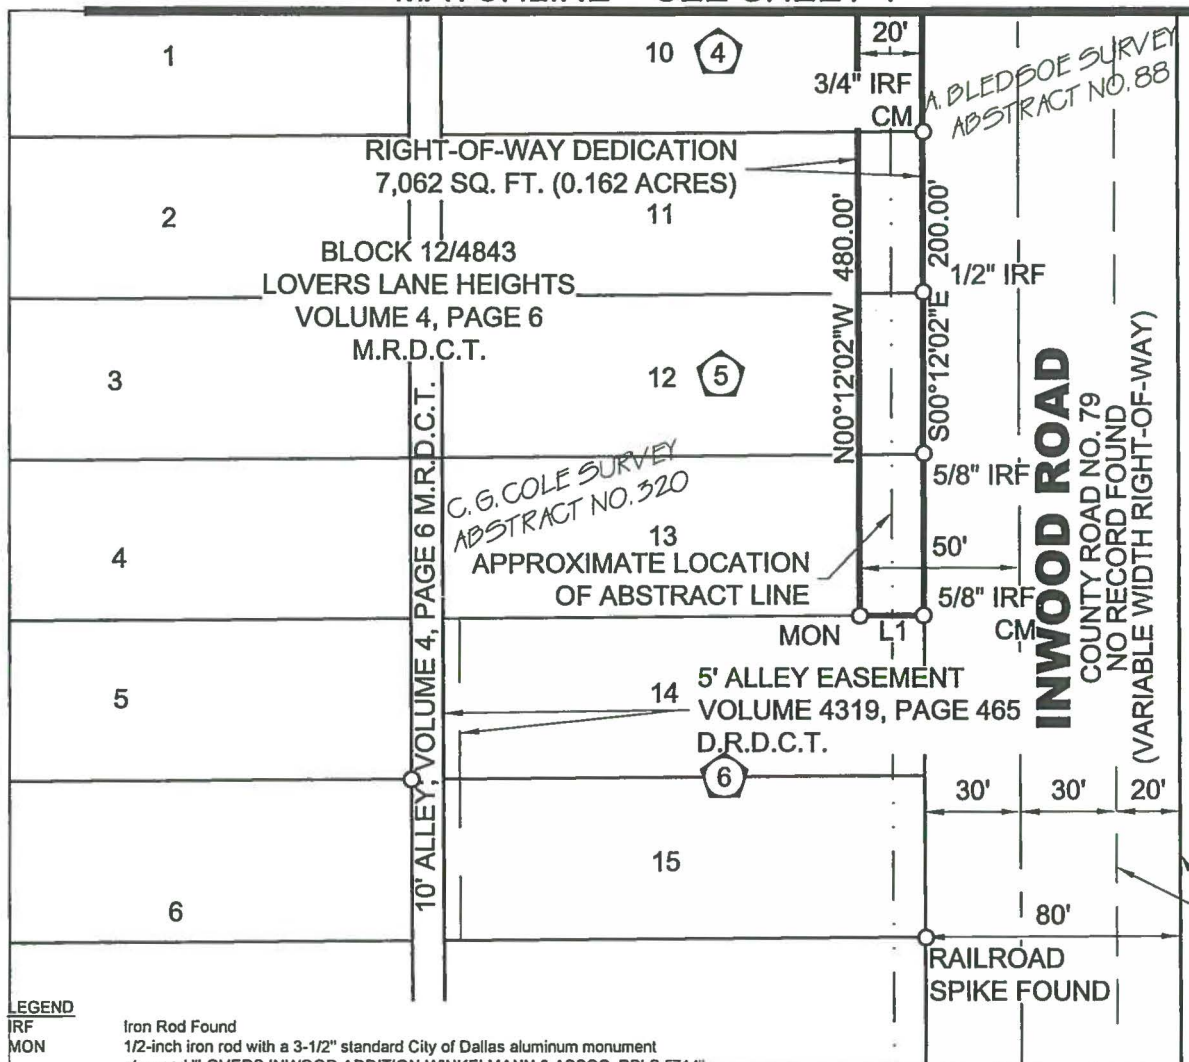 1
10
4
20'
3/4" IRF
CM
A. BLEDSOE SURVEY
ABSTRACT NO. 88
RIGHT-OF-WAY DEDICATION
7,062 SQ. FT. (0.162 ACRES)
2
11
BLOCK 12/4843
LOVERS LANE HEIGHTS
VOLUME 4, PAGE 6
M.R.D.C.T.
N00°12'02"W 480.00'
S00°12'02"E 200.00'
1/2" IRF
3
12
5
10' ALLEY, VOLUME 4, PAGE 6 M.R.D.C.T.
C. G. COLE SURVEY
ABSTRACT NO. 320
5/8" IRF
INWOOD ROAD
COUNTY ROAD NO. 79
NO RECORD FOUND
(VARIABLE WIDTH RIGHT-OF-WAY)
4
13
APPROXIMATE LOCATION
OF ABSTRACT LINE
50'
5/8" IRF
CM
MON
L1
5
14
5' ALLEY EASEMENT
VOLUME 4319, PAGE 465
D.R.D.C.T.
6
30'
30'
20'
15
6
80'
RAILROAD
SPIKE FOUND
LEGEND
IRF Iron Rod Found
MON 1/2-inch iron rod with a 3-1/2" standard City of Dallas aluminum monument